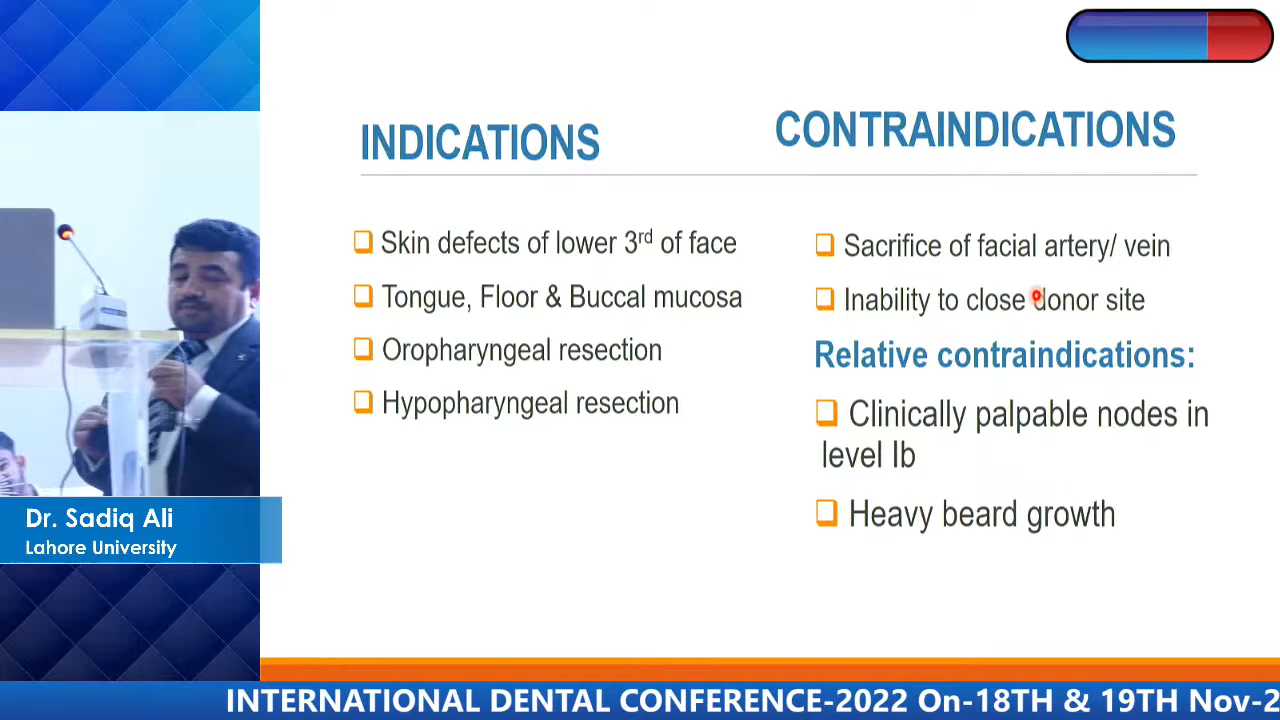 INDICATIONS
CONTRAINDICATIONS
❑ Skin defects of lower 3rd of face
❑ Tongue, Floor & Buccal mucosa
❑ Oropharyngeal resection
❑ Hypopharyngeal resection
❑ Sacrifice of facial artery/ vein
❑ Inability to close donor site
Relative contraindications:
❑ Clinically palpable nodes in
level Ib
❑ Heavy beard growth
Dr. Sadiq Ali
Lahore University
INTERNATIONAL DENTAL CONFERENCE-2022 On-18TH & 19TH Nov-2